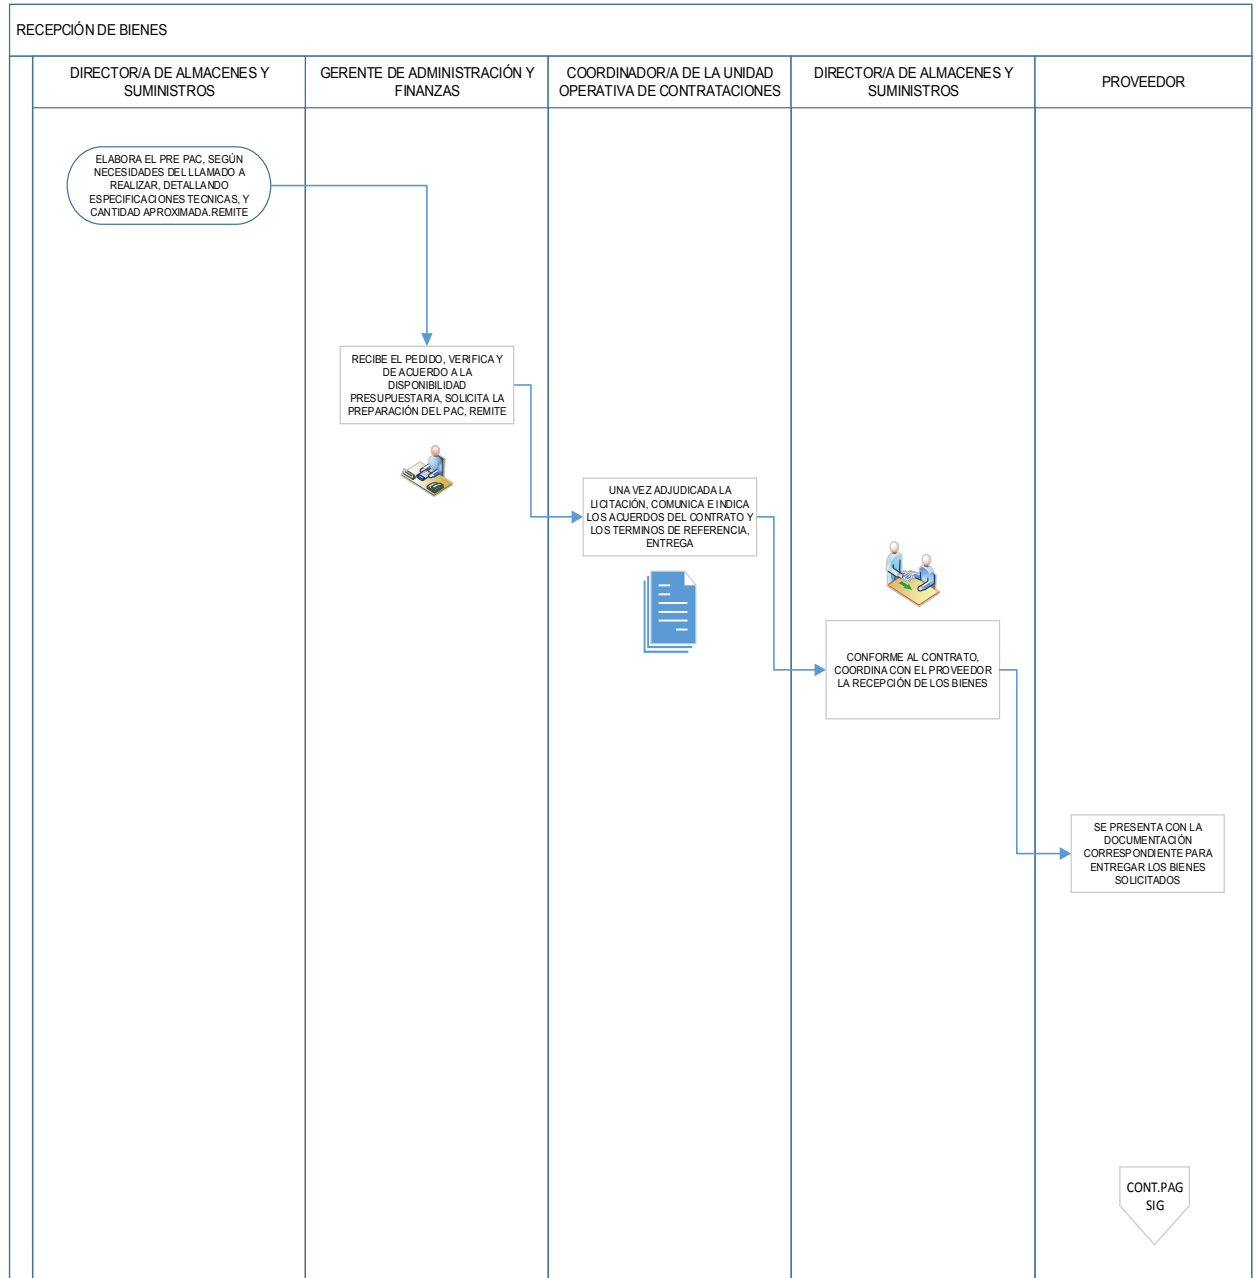 RECEPCIÓN DE BIENES
DIRECTOR/A DE ALMACENES Y
SUMINISTROS
GERENTE DE ADMINISTRACIÓN Y
FINANZAS
COORDINADOR/A DE LA UNIDAD
OPERATIVA DE CONTRATACIONES
DIRECTOR/A DE ALMACENES Y
SUMINISTROS
PROVEEDOR
ELABORA EL PRE PAC, SEGÚN
NECESIDADES DEL LLAMADO A
REALIZAR, DETALLANDO
ESPECIFICACIONES TECNICAS, Y
CANTIDAD APROXIMADA.REMITE
RECIBE EL PEDIDO, VERIFICA Y
DE ACUERDO A LA
DISPONIBILIDAD
PRESUPUESTARIA, SOLICITA LA
PREPARACIÓN DEL PAC, REMITE
UNA VEZ ADJUDICADA LA
LICITACIÓN, COMUNICA E INDICA
LOS ACUERDOS DEL CONTRATO Y
LOS TERMINOS DE REFERENCIA,
ENTREGA
CONFORME AL CONTRATO,
COORDINA CON EL PROVEEDOR
LA RECEPCIÓN DE LOS BIENES
SE PRESENTA CON LA
DOCUMENTACIÓN
CORRESPONDIENTE PARA
ENTREGAR LOS BIENES
SOLICITADOS
CONT.PAG
SIG